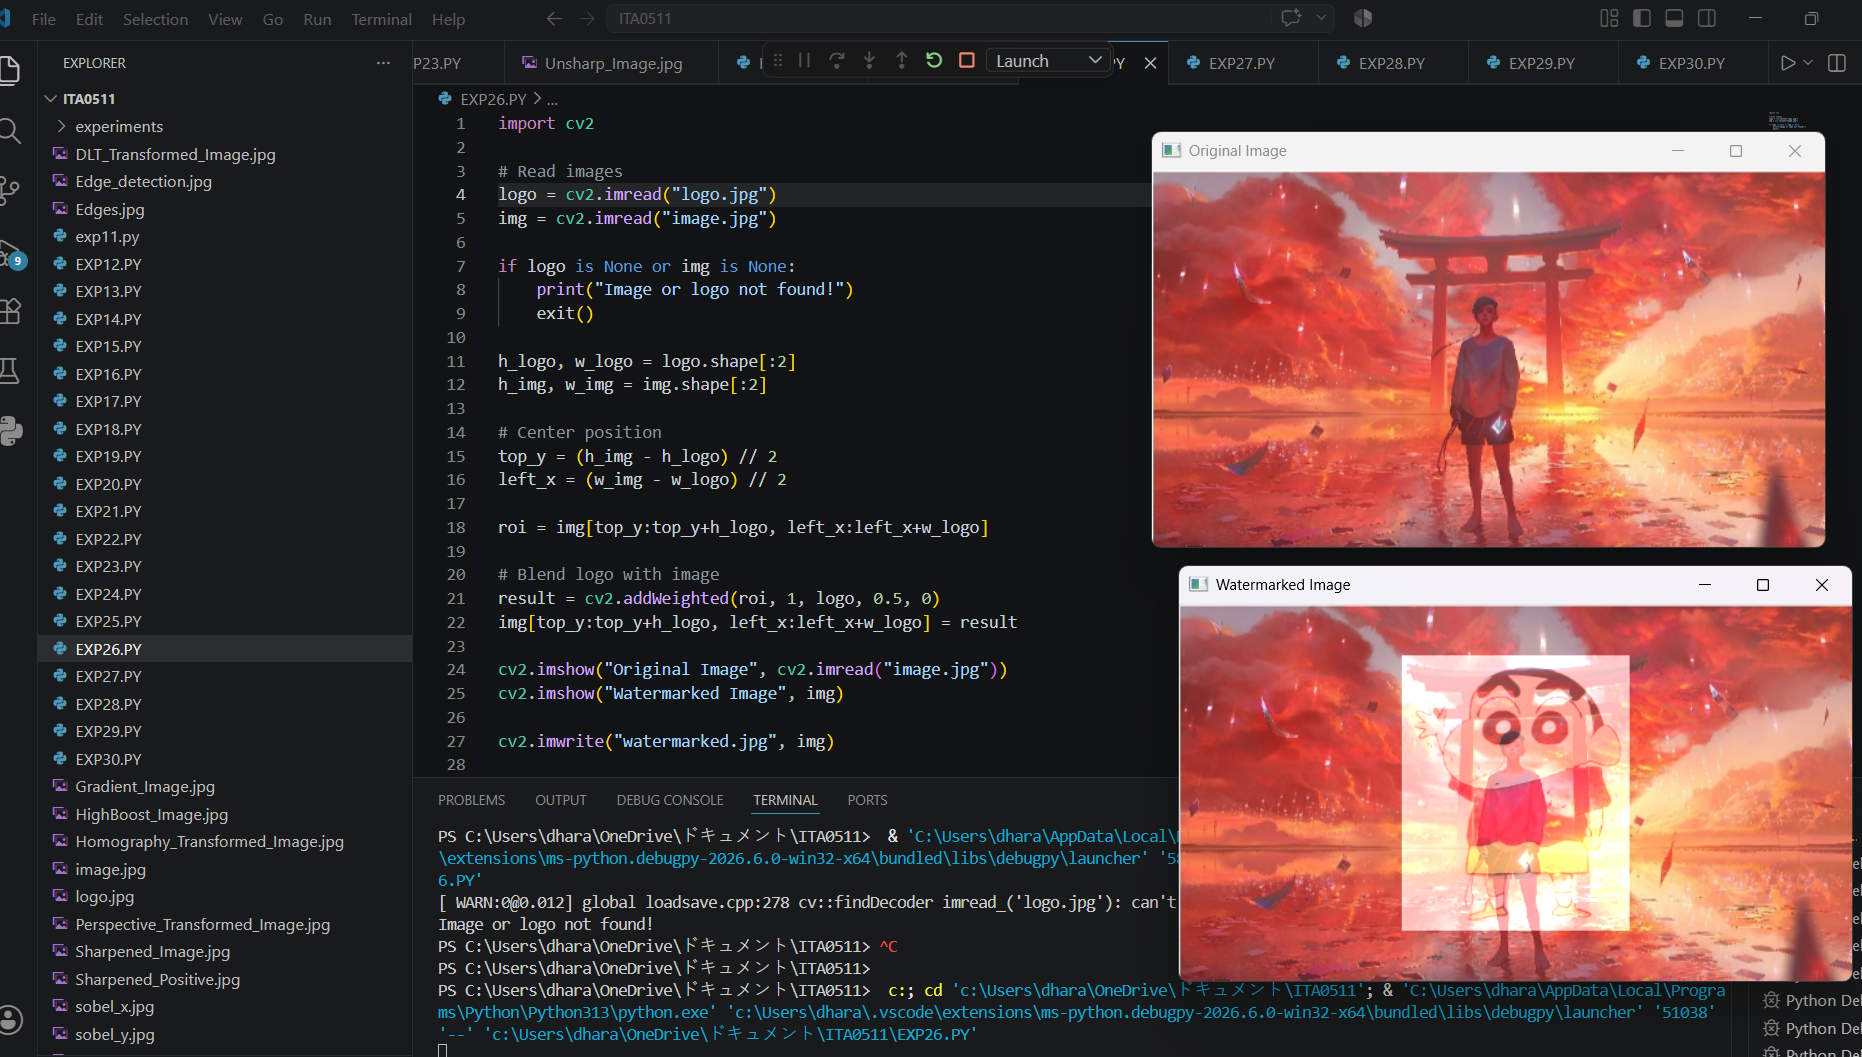 File Edit Selection View Go Run Terminal Help
ITA0511
EXPLORER
ITA0511
experiments
DLT_Transformed_Image.jpg
Edge_detection.jpg
Edges.jpg
exp11.py
EXP12.PY
EXP13.PY
EXP14.PY
EXP15.PY
EXP16.PY
EXP17.PY
EXP18.PY
EXP19.PY
EXP20.PY
EXP21.PY
EXP22.PY
EXP23.PY
EXP24.PY
EXP25.PY
EXP26.PY
EXP27.PY
EXP28.PY
EXP29.PY
EXP30.PY
Gradient_Image.jpg
HighBoost_Image.jpg
Homography_Transformed_Image.jpg
image.jpg
logo.jpg
Perspective_Transformed_Image.jpg
Sharpened_Image.jpg
Sharpened_Positive.jpg
sobel_x.jpg
sobel_y.jpg
9
P23.PY Unsharp_Image.jpg Launch PY EXP27.PY EXP28.PY EXP29.PY EXP30.PY
EXP26.PY > ...
1 import cv2
2
3 # Read images
4 logo = cv2.imread("logo.jpg")
5 img = cv2.imread("image.jpg")
6
7 if logo is None or img is None:
8 print("Image or logo not found!")
9 exit()
10
11 h_logo, w_logo = logo.shape[:2]
12 h_img, w_img = img.shape[:2]
13
14 # Center position
15 top_y = (h_img - h_logo) // 2
16 left_x = (w_img - w_logo) // 2
17
18 roi = img[top_y:top_y+h_logo, left_x:left_x+w_logo]
19
20 # Blend logo with image
21 result = cv2.addWeighted(roi, 1, logo, 0.5, 0)
22 img[top_y:top_y+h_logo, left_x:left_x+w_logo] = result
23
24 cv2.imshow("Original Image", cv2.imread("image.jpg"))
25 cv2.imshow("Watermarked Image", img)
26
27 cv2.imwrite("watermarked.jpg", img)
28
Original Image
Watermarked Image
PROBLEMS OUTPUT DEBUG CONSOLE TERMINAL PORTS
PS C:\Users\dhara\OneDrive\ドキュメント\ITA0511> & 'C:\Users\dhara\AppData\Local\
\extensions\ms-python.debugpy-2026.6.0-win32-x64\bundled\libs\debugpy\launcher' '5
6.PY'
[ WARN:0@0.012] global loadsave.cpp:278 cv::findDecoder imread_('logo.jpg'): can't
Image or logo not found!
PS C:\Users\dhara\OneDrive\ドキュメント\ITA0511> ^C
PS C:\Users\dhara\OneDrive\ドキュメント\ITA0511>
PS C:\Users\dhara\OneDrive\ドキュメント\ITA0511> c:; cd 'c:\Users\dhara\OneDrive\ドキュメント\ITA0511'; & 'C:\Users\dhara\AppData\Local\Progra
ms\Python\Python313\python.exe' 'c:\Users\dhara\.vscode\extensions\ms-python.debugpy-2026.6.0-win32-x64\bundled\libs\debugpy\launcher' '51038'
'--' 'c:\Users\dhara\OneDrive\ドキュメント\ITA0511\EXP26.PY'
Python De
Python De
Python De